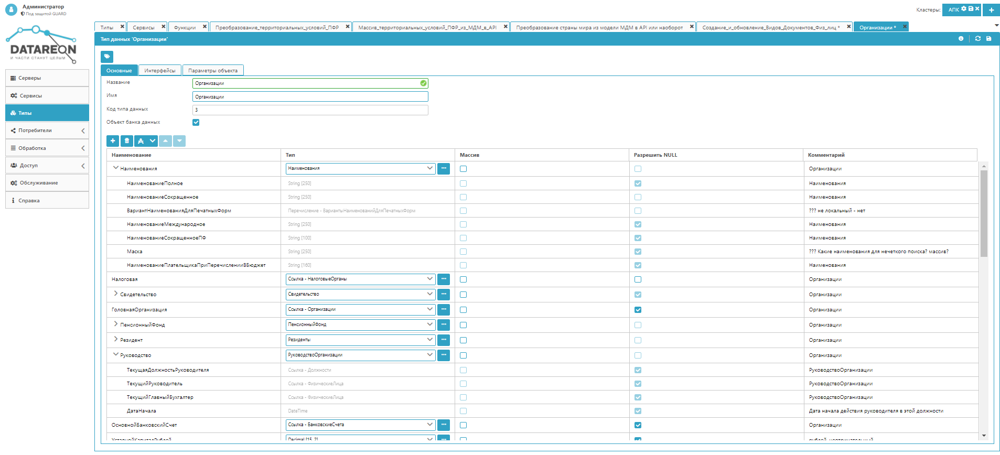 Администратор
Под защитой GUARD
Кластеры: АПК
DATAREON
И ЧАСТИ СТАНУТ ЦЕЛЫМ
Серверы
Сервисы
Типы
Потребители
Обработка
Доступ
Обслуживание
Справка
Типы Сервисы Функции Преобразование_территориальных_условий_ПФР Массив_территориальных_условий_ПФР_из_МДМ_в_API Преобразование страны мира из модели МДМ в API или наоборот Создание_и_обновление_Видов_Документов_Физ_лиц * Организации *
Тип данных 'Организации'
Основные Интерфейсы Параметры объекта
Название Организации
Имя Организации
Код типа данных 3
Объект банка данных
Наименование Тип Массив Разрешить NULL Комментарий
Наименования Наименования Организации
НаименованиеПолное String [250] Наименования
НаименованиеСокращенное String [250] Наименования
ВариантНаименованияДляПечатныхФорм Перечисление - ВариантыНаименованийДляПечатныхФорм ??? не локальный - нет
НаименованиеМеждународное String [250] Наименования
НаименованиеСокращенноеПФ String [100] Наименования
Маска String [250] ??? Какие наименования для нечеткого поиска? массив?
НаименованиеПлательщикаПриПеречисленииВБюджет String [160] Наименования
Налоговая Ссылка - НалоговыеОрганы Организации
Свидетельство Свидетельство Организации
ГоловнаяОрганизация Ссылка - Организации Организации
ПенсионныйФонд ПенсионныйФонд Организации
Резидент Резиденты Организации
Руководство РуководствоОрганизации Организации
ТекущаяДолжностьРуководителя Ссылка - Должности РуководствоОрганизации
ТекущийРуководитель Ссылка - ФизическиеЛица РуководствоОрганизации
ТекущийГлавныйБухгалтер Ссылка - ФизическиеЛица РуководствоОрганизации
ДатаНачала DateTime Дата начала действия руководителя в этой должности
ОсновнойБанковскийСчет Ссылка - БанковскиеСчета Организации
УставнойКапиталРублей Decimal [15, 2] рублей, неотрицательный